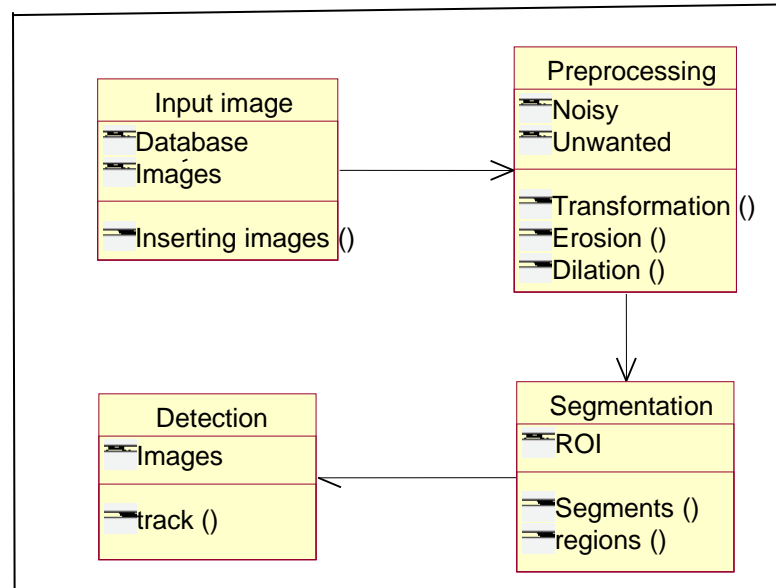 Input image
Database
Images
Inserting images ()
Preprocessing
Noisy
Unwanted
Transformation ()
Erosion ()
Dilation ()
Detection
Images
track ()
Segmentation
ROI
Segments ()
regions ()